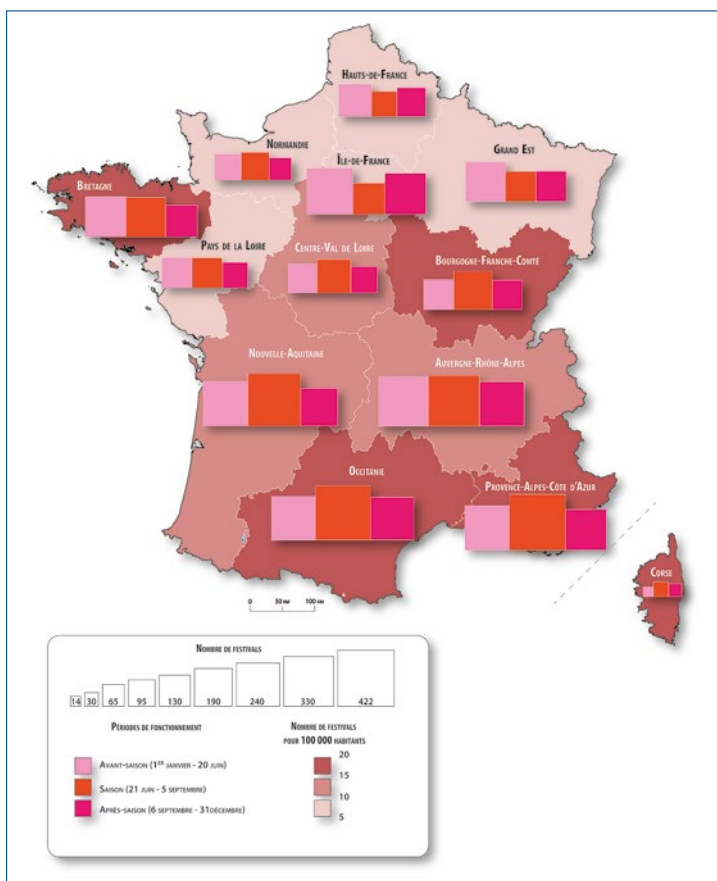 Hauts-de-France
Normandie
Île-de-France
Grand Est
Bretagne
Pays de la Loire
Centre-Val de Loire
Bourgogne-Franche-Comté
Nouvelle-Aquitaine
Auvergne-Rhône-Alpes
Occitanie
Provence-Alpes-Côte d'Azur
Corse
0 50 km 100 km
Nombre de festivals
14 30 65 95 130 190 240 330 422
Périodes de fonctionnement
Avant-saison (1er janvier - 20 juin)
Saison (21 juin - 5 septembre)
Après-saison (6 septembre - 31décembre)
Nombre de festivals
pour 100 000 habitants
20
15
10
5